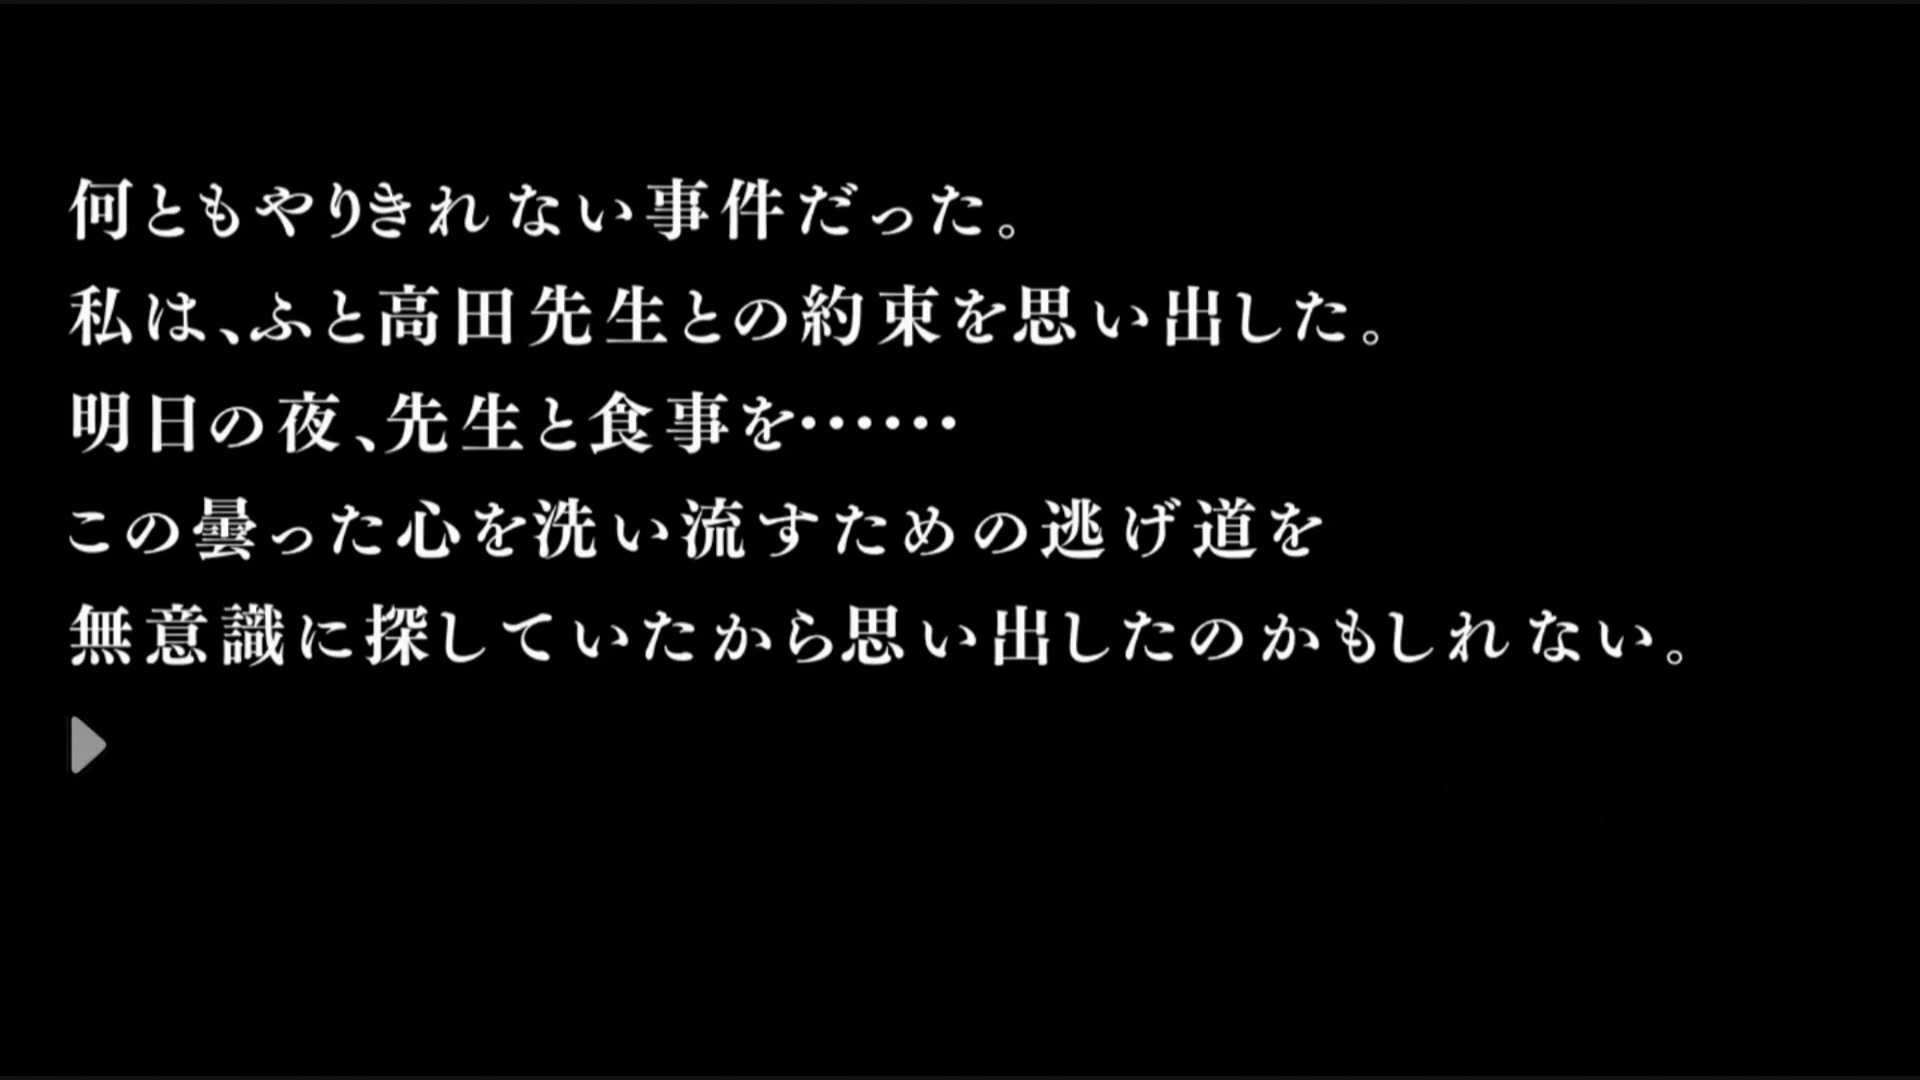 何ともやりきれない事件だった。
私は、ふと高田先生との約束を思い出した。
明日の夜、先生と食事を……
この曇った心を洗い流すための逃げ道を
無意識に探していたから思い出したのかもしれない。